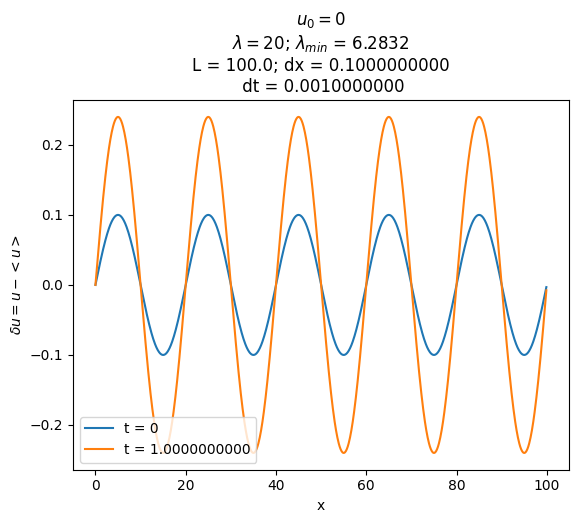 u₀ = 0
λ = 20; λₘᵢₙ = 6.2832
L = 100.0; dx = 0.1000000000
dt = 0.0010000000
δu = u − <u>
0.2
0.1
0.0
−0.1
−0.2
t = 0
t = 1.0000000000
0 20 40 60 80 100
x